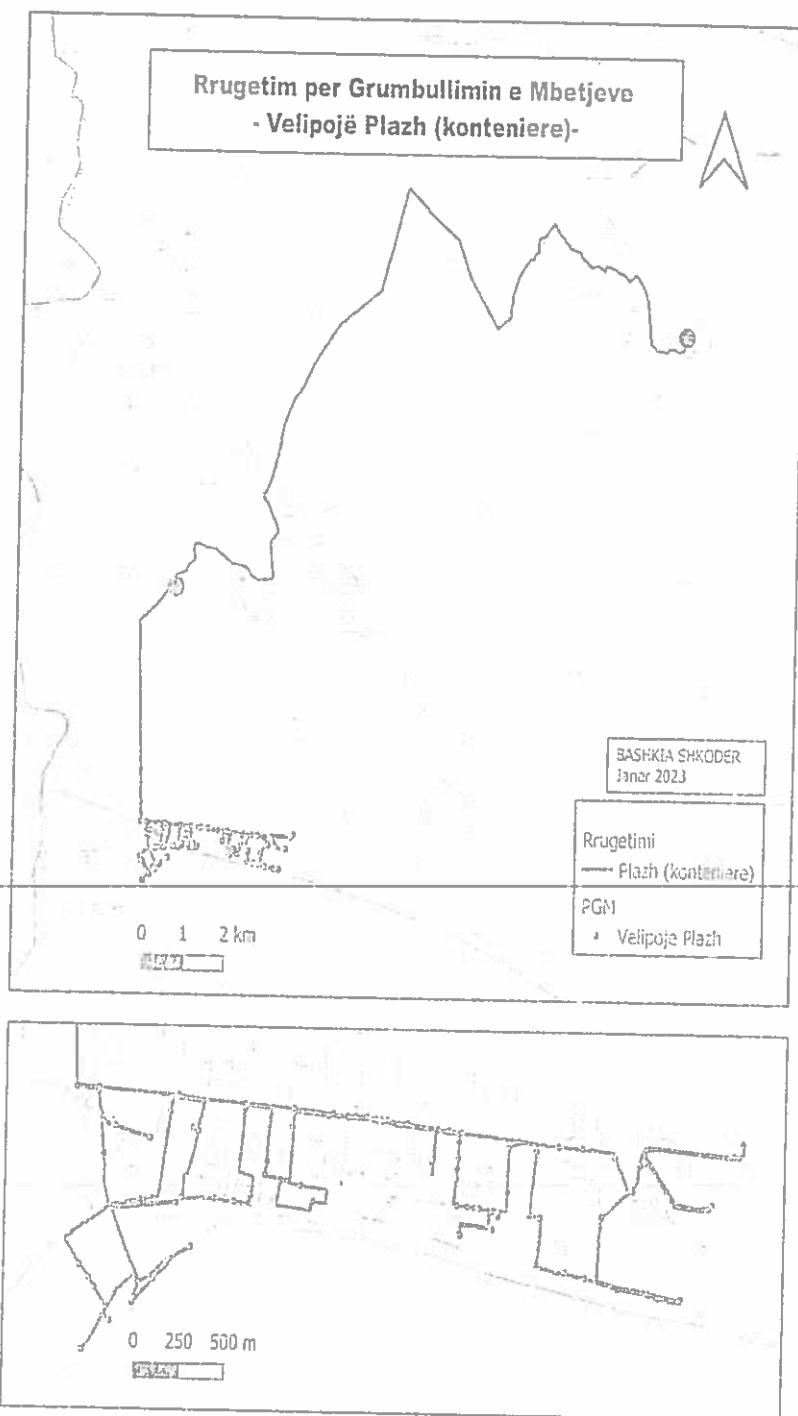 Rrugetim per Grumbullimin e Mbetjeve
- Velipojë Plazh (konteniere)-
BASHKIA SHKODER
Janar 2023
Rrugetimi
Plazh (konteniere)
PGM
Velipoje Plazh
0 1 2 km
0 250 500 m